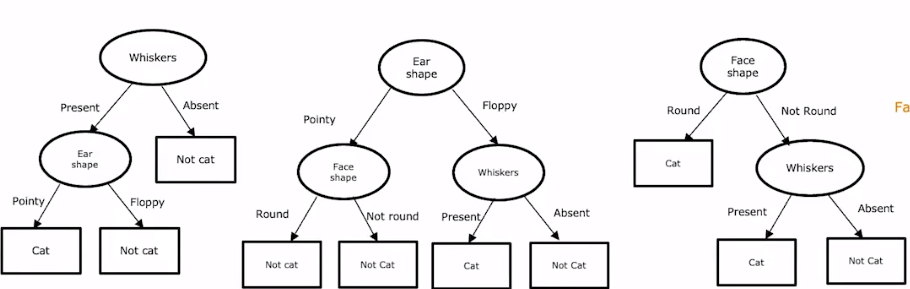 Whiskers
Present
Absent
Ear
shape
Not cat
Pointy
Floppy
Cat
Not cat
Ear
shape
Pointy
Floppy
Face
shape
Whiskers
Round
Not round
Present
Absent
Not cat
Not Cat
Cat
Not Cat
Face
shape
Round
Not Round
Cat
Whiskers
Present
Absent
Cat
Not Cat
Fa